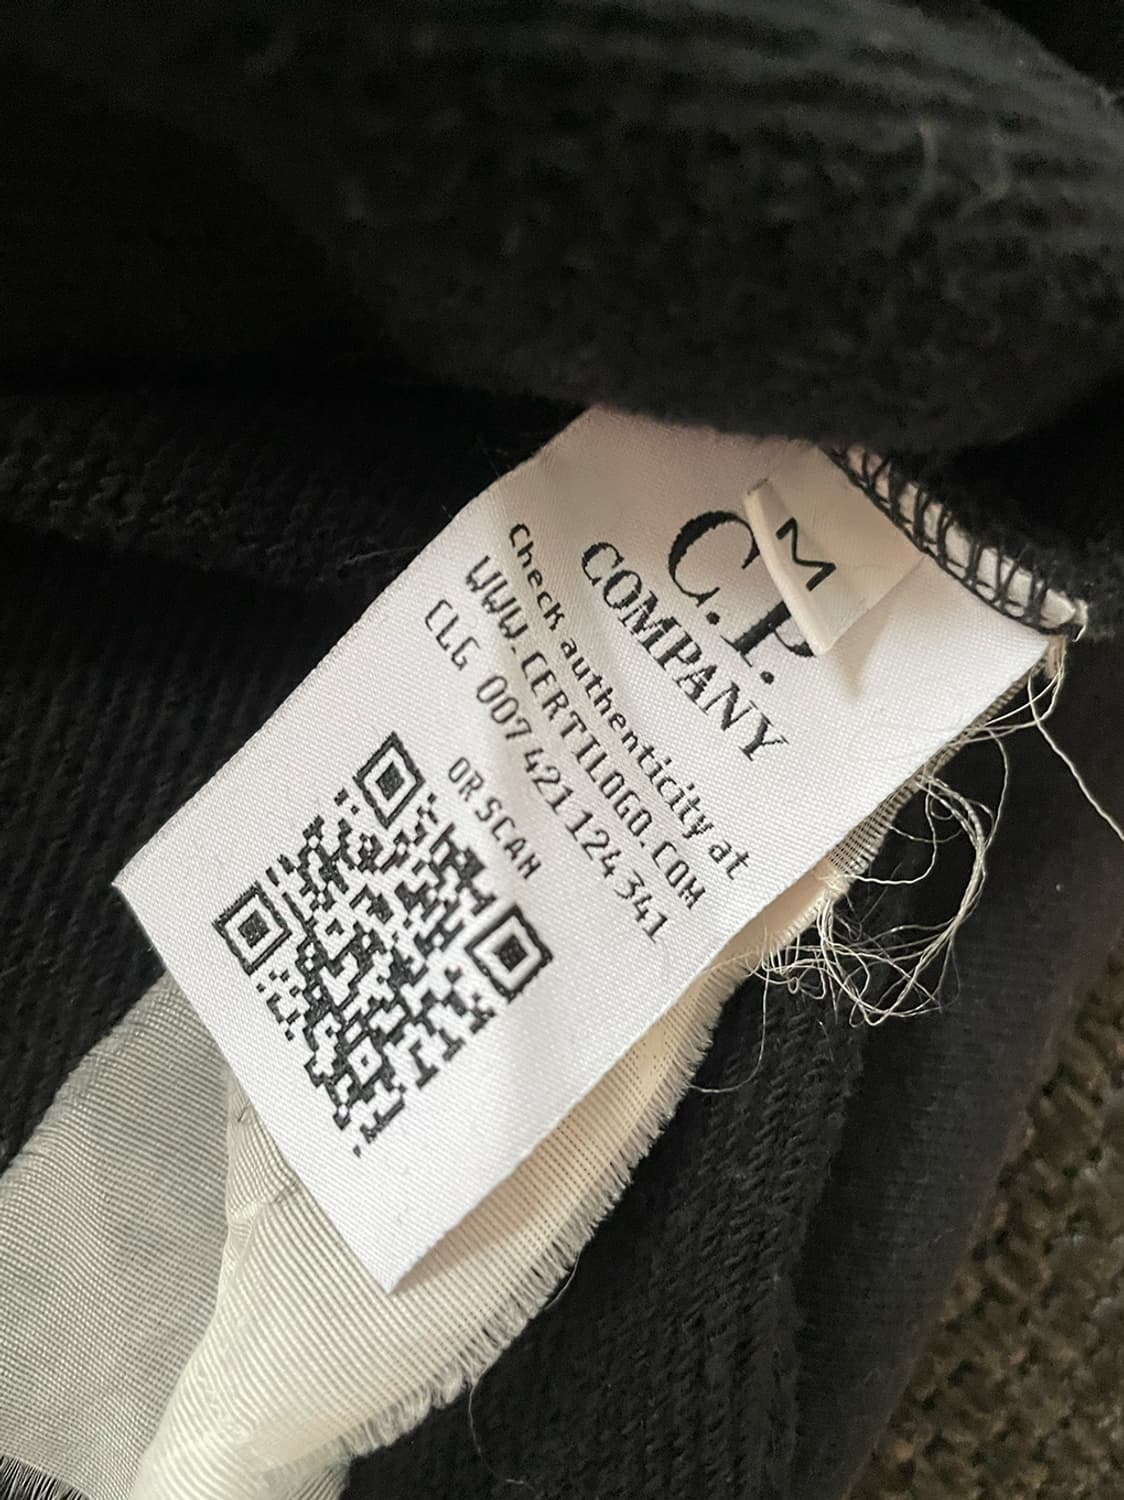 M
C.P.
COMPANY
Check authenticity at
WWW.CERTILOGO.COM
CLG 007 421 124 341
OR SCAN